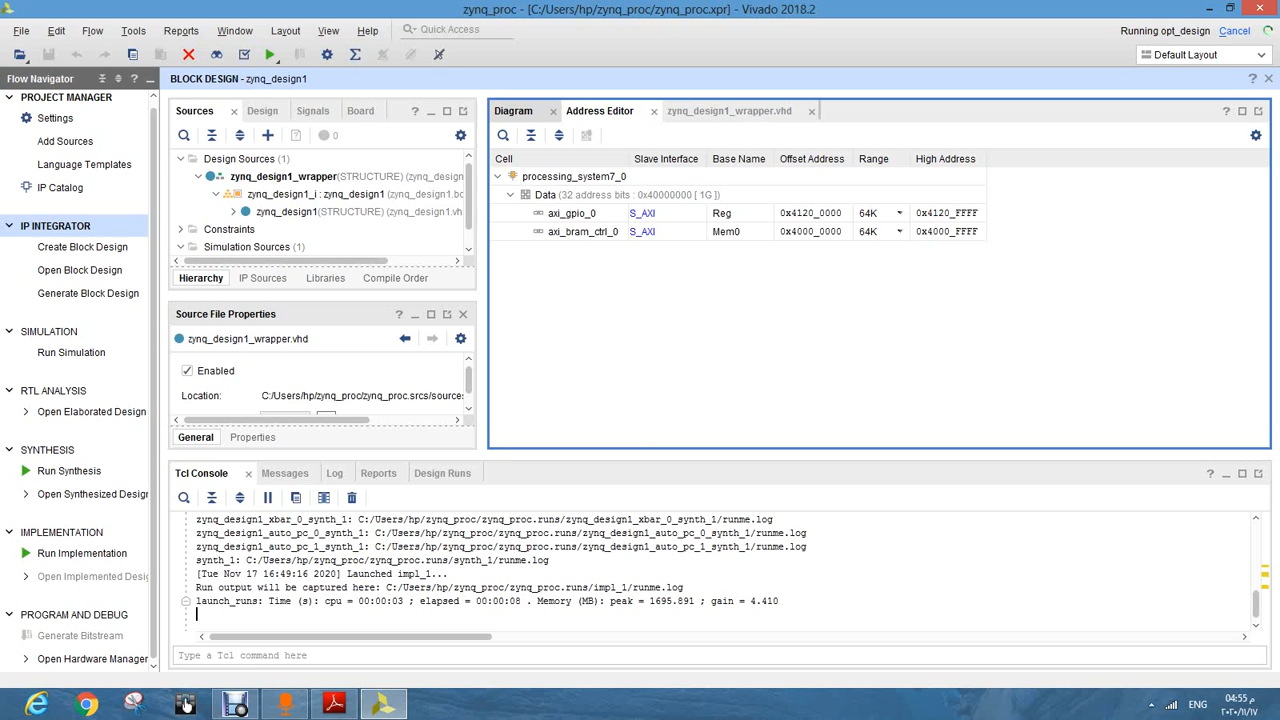 zynq_proc - [C:/Users/hp/zynq_proc/zynq_proc.xpr] - Vivado 2018.2
File Edit Flow Tools Reports Window Layout View Help Quick Access
Running opt_design Cancel
Default Layout
Flow Navigator
PROJECT MANAGER
Settings
Add Sources
Language Templates
IP Catalog
IP INTEGRATOR
Create Block Design
Open Block Design
Generate Block Design
SIMULATION
Run Simulation
RTL ANALYSIS
Open Elaborated Design
SYNTHESIS
Run Synthesis
Open Synthesized Design
IMPLEMENTATION
Run Implementation
Open Implemented Desig
PROGRAM AND DEBUG
Generate Bitstream
Open Hardware Manager
BLOCK DESIGN - zynq_design1
Sources Design Signals Board
0
Design Sources (1)
zynq_design1_wrapper(STRUCTURE) (zynq_desig
zynq_design1_i : zynq_design1 (zynq_design1.bc
zynq_design1(STRUCTURE) (zynq_design1.vh
Constraints
Simulation Sources (1)
Hierarchy IP Sources Libraries Compile Order
Source File Properties
zynq_design1_wrapper.vhd
Enabled
Location: C:/Users/hp/zynq_proc/zynq_proc.srcs/source:
General Properties
Diagram Address Editor zynq_design1_wrapper.vhd
Cell Slave Interface Base Name Offset Address Range High Address
processing_system7_0
Data (32 address bits : 0x40000000 [ 1G ])
axi_gpio_0 S_AXI Reg 0x4120_0000 64K 0x4120_FFFF
axi_bram_ctrl_0 S_AXI Mem0 0x4000_0000 64K 0x4000_FFFF
Tcl Console Messages Log Reports Design Runs
zynq_design1_xbar_0_synth_1: C:/Users/hp/zynq_proc/zynq_proc.runs/zynq_design1_xbar_0_synth_1/runme.log
zynq_design1_auto_pc_0_synth_1: C:/Users/hp/zynq_proc/zynq_proc.runs/zynq_design1_auto_pc_0_synth_1/runme.log
zynq_design1_auto_pc_1_synth_1: C:/Users/hp/zynq_proc/zynq_proc.runs/zynq_design1_auto_pc_1_synth_1/runme.log
synth_1: C:/Users/hp/zynq_proc/zynq_proc.runs/synth_1/runme.log
[Tue Nov 17 16:49:16 2020] Launched impl_1...
Run output will be captured here: C:/Users/hp/zynq_proc/zynq_proc.runs/impl_1/runme.log
launch_runs: Time (s): cpu = 00:00:03 ; elapsed = 00:00:08 . Memory (MB): peak = 1695.891 ; gain = 4.410
Type a Tcl command here
ENG
04:55 م
٢٠٢٠/١١/١٧